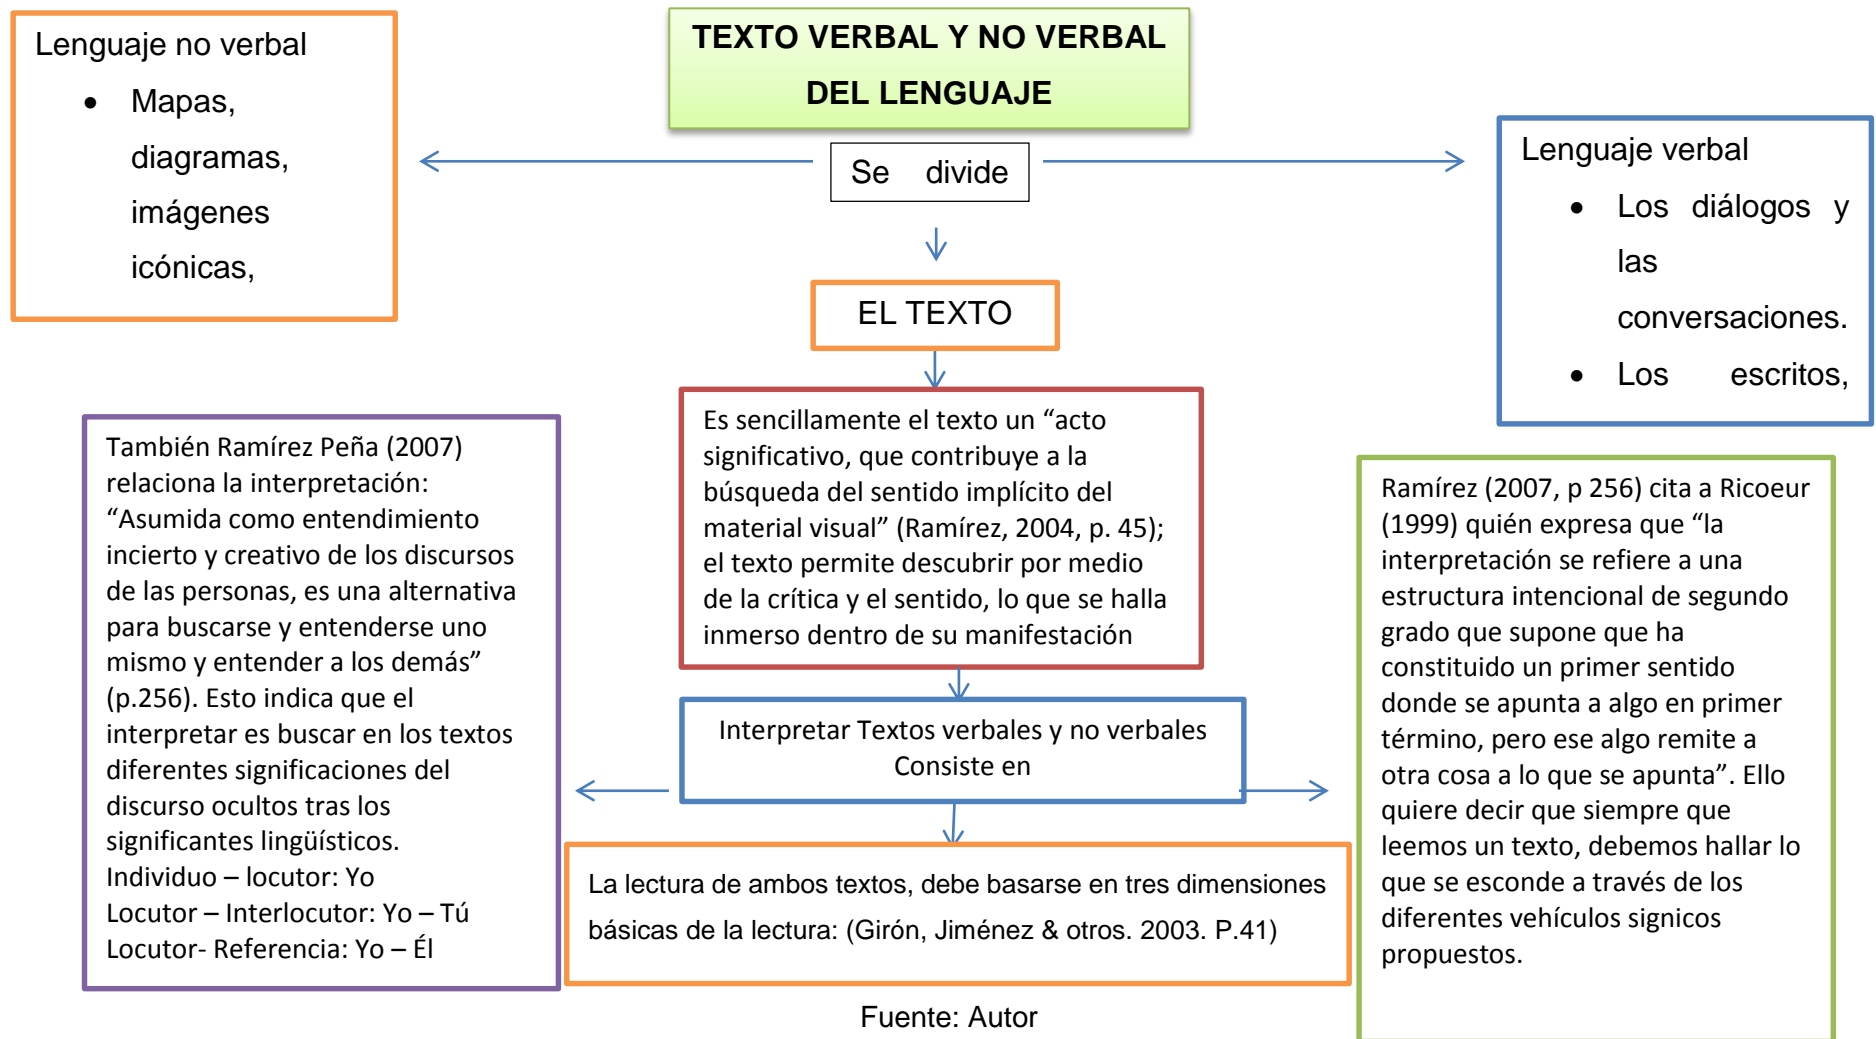 TEXTO VERBAL Y NO VERBAL
DEL LENGUAJE
Lenguaje no verbal
• Mapas,
diagramas,
imágenes
icónicas,
Se divide
Lenguaje verbal
• Los diálogos y
las
conversaciones.
• Los escritos,
EL TEXTO
Es sencillamente el texto un “acto
significativo, que contribuye a la
búsqueda del sentido implícito del
material visual” (Ramírez, 2004, p. 45);
el texto permite descubrir por medio
de la crítica y el sentido, lo que se halla
inmerso dentro de su manifestación
También Ramírez Peña (2007)
relaciona la interpretación:
“Asumida como entendimiento
incierto y creativo de los discursos
de las personas, es una alternativa
para buscarse y entenderse uno
mismo y entender a los demás”
(p.256). Esto indica que el
interpretar es buscar en los textos
diferentes significaciones del
discurso ocultos tras los
significantes lingüísticos.
Individuo – locutor: Yo
Locutor – Interlocutor: Yo – Tú
Locutor- Referencia: Yo – Él
Interpretar Textos verbales y no verbales
Consiste en
Ramírez (2007, p 256) cita a Ricoeur
(1999) quién expresa que “la
interpretación se refiere a una
estructura intencional de segundo
grado que supone que ha
constituido un primer sentido
donde se apunta a algo en primer
término, pero ese algo remite a
otra cosa a lo que se apunta”. Ello
quiere decir que siempre que
leemos un texto, debemos hallar lo
que se esconde a través de los
diferentes vehículos signicos
propuestos.
La lectura de ambos textos, debe basarse en tres dimensiones
básicas de la lectura: (Girón, Jiménez & otros. 2003. P.41)
Fuente: Autor